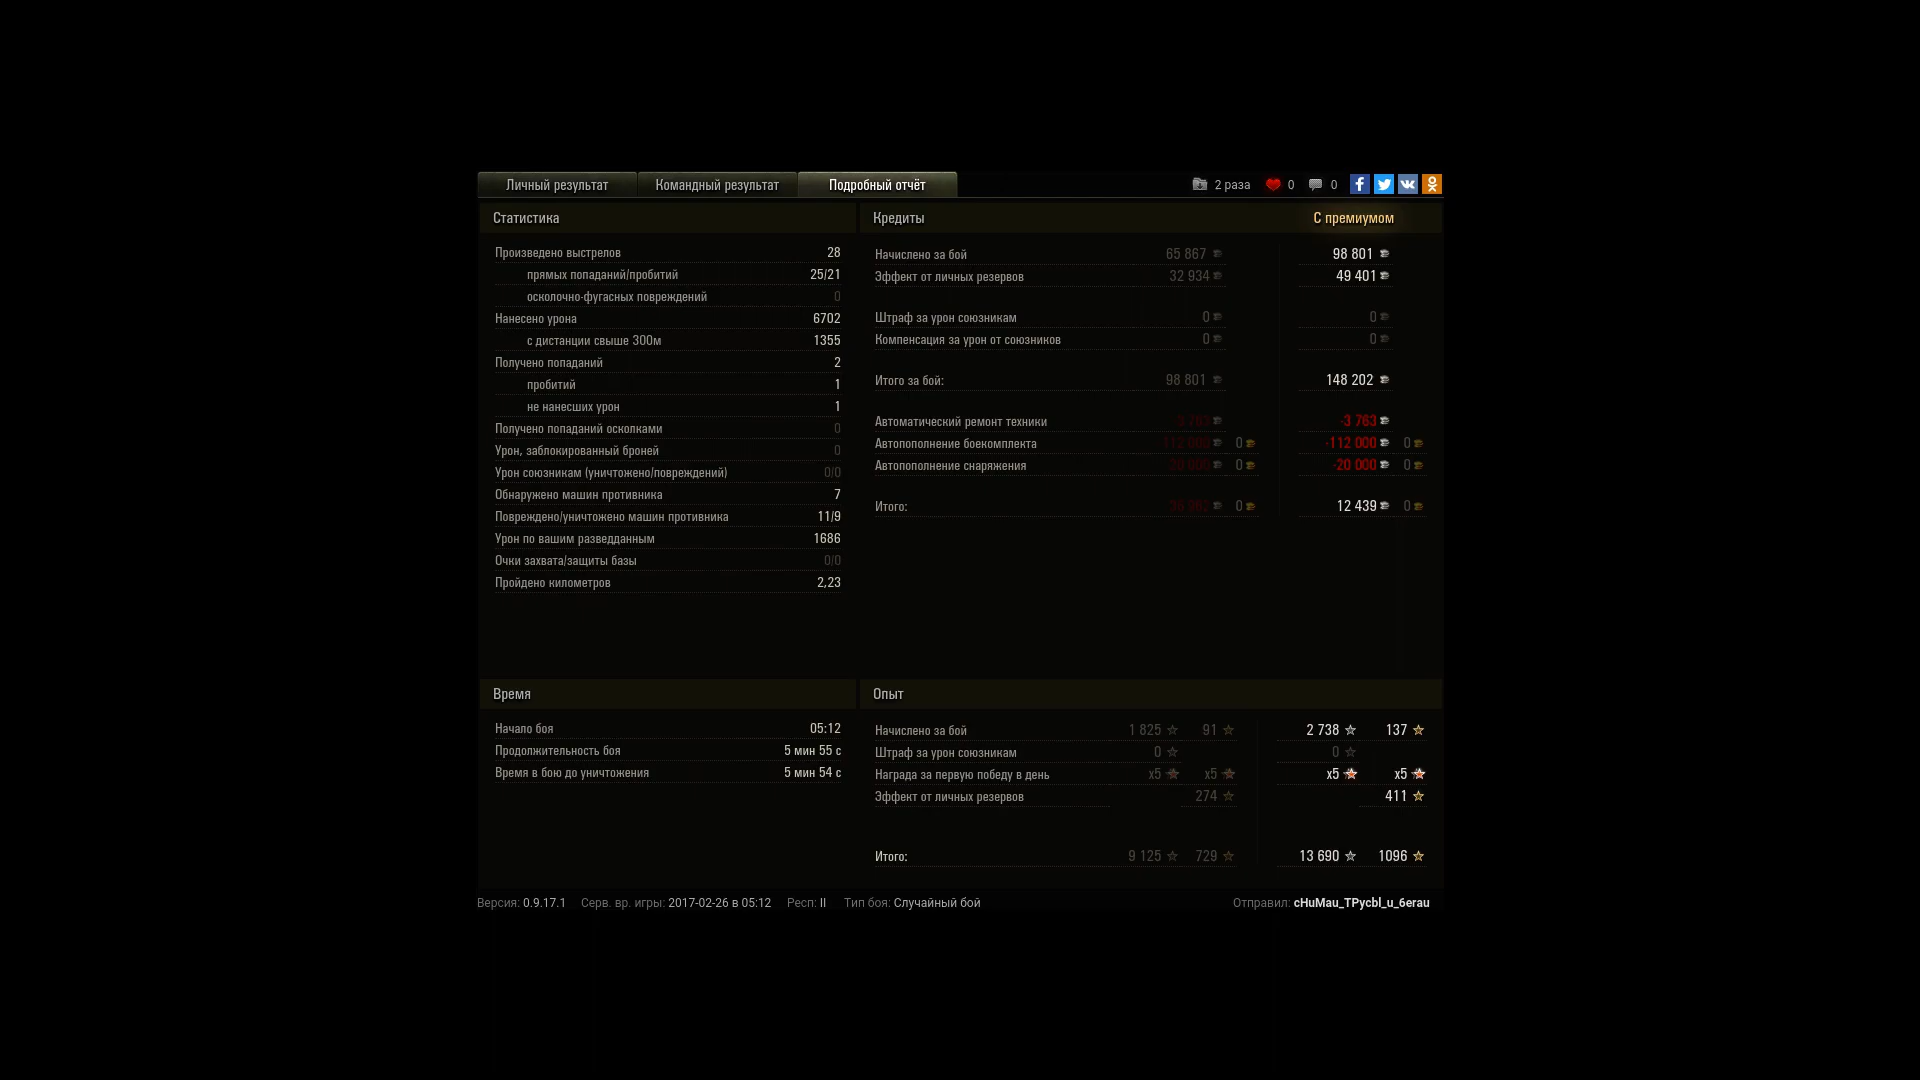 Личный результат Командный результат Подробный отчёт 2 раза 0 0
Статистика
Произведено выстрелов 28
прямых попаданий/пробитий 25/21
осколочно-фугасных повреждений 0
Нанесено урона 6702
с дистанции свыше 300м 1355
Получено попаданий 2
пробитий 1
не нанесших урон 1
Получено попаданий осколками 0
Урон, заблокированный броней 0
Урон союзникам (уничтожено/повреждений) 0/0
Обнаружено машин противника 7
Повреждено/уничтожено машин противника 11/9
Урон по вашим разведданным 1686
Очки захвата/защиты базы 0/0
Пройдено километров 2,23
Кредиты С премиумом
Начислено за бой 65 867 98 801
Эффект от личных резервов 32 934 49 401
Штраф за урон союзникам 0 0
Компенсация за урон от союзников 0 0
Итого за бой: 98 801 148 202
Автоматический ремонт техники -3 763
Автопополнение боекомплекта 0 -112 000 0
Автопополнение снаряжения 0 -20 000 0
Итого: 0 12 439 0
Время
Начало боя 05:12
Продолжительность боя 5 мин 55 с
Время в бою до уничтожения 5 мин 54 с
Опыт
Начислено за бой 1 825 91 2 738 137
Штраф за урон союзникам 0 0
Награда за первую победу в день x5 x5 x5 x5
Эффект от личных резервов 274 411
Итого: 9 125 729 13 690 1096
Версия: 0.9.17.1 Серв. вр. игры: 2017-02-26 в 05:12 Респ: II Тип боя: Случайный бой Отправил: cHuMau_TPycbl_u_6erau